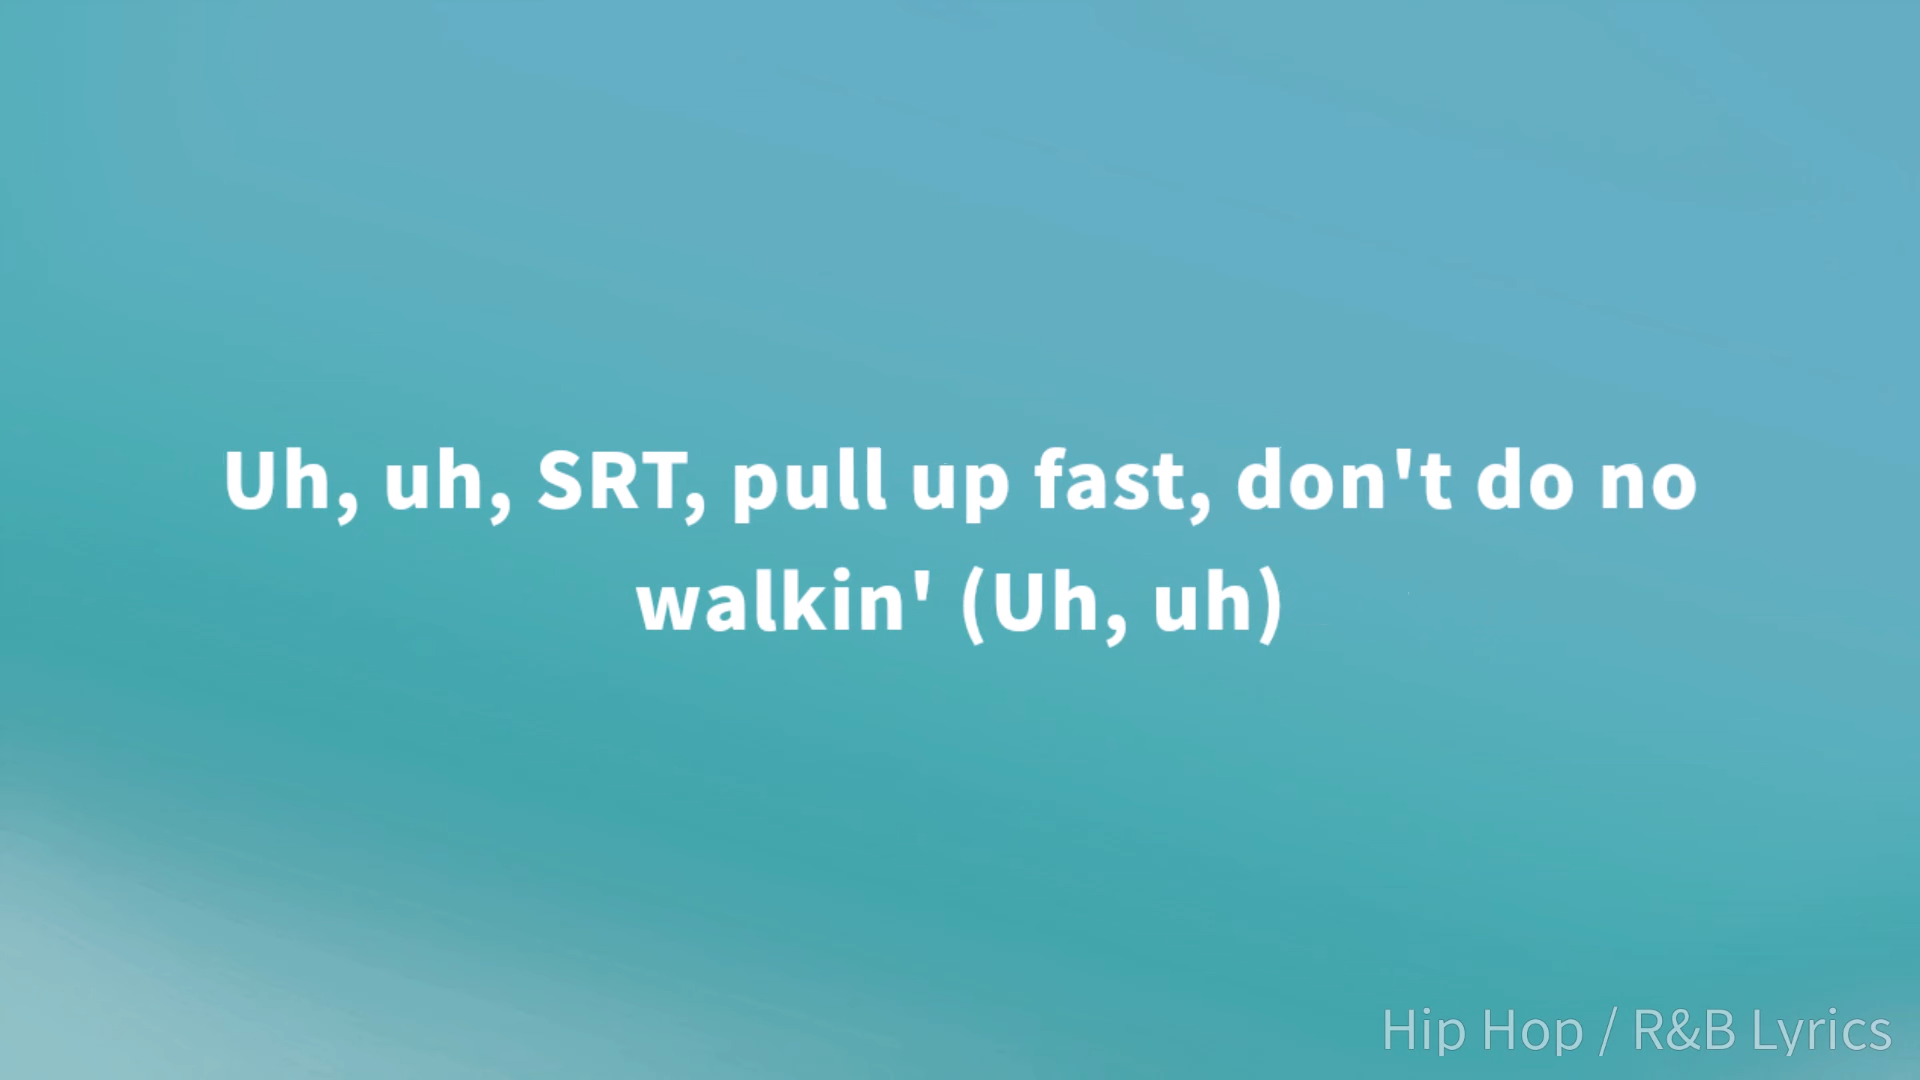 Uh, uh, SRT, pull up fast, don't do no
walkin' (Uh, uh)
Hip Hop / R&B Lyrics